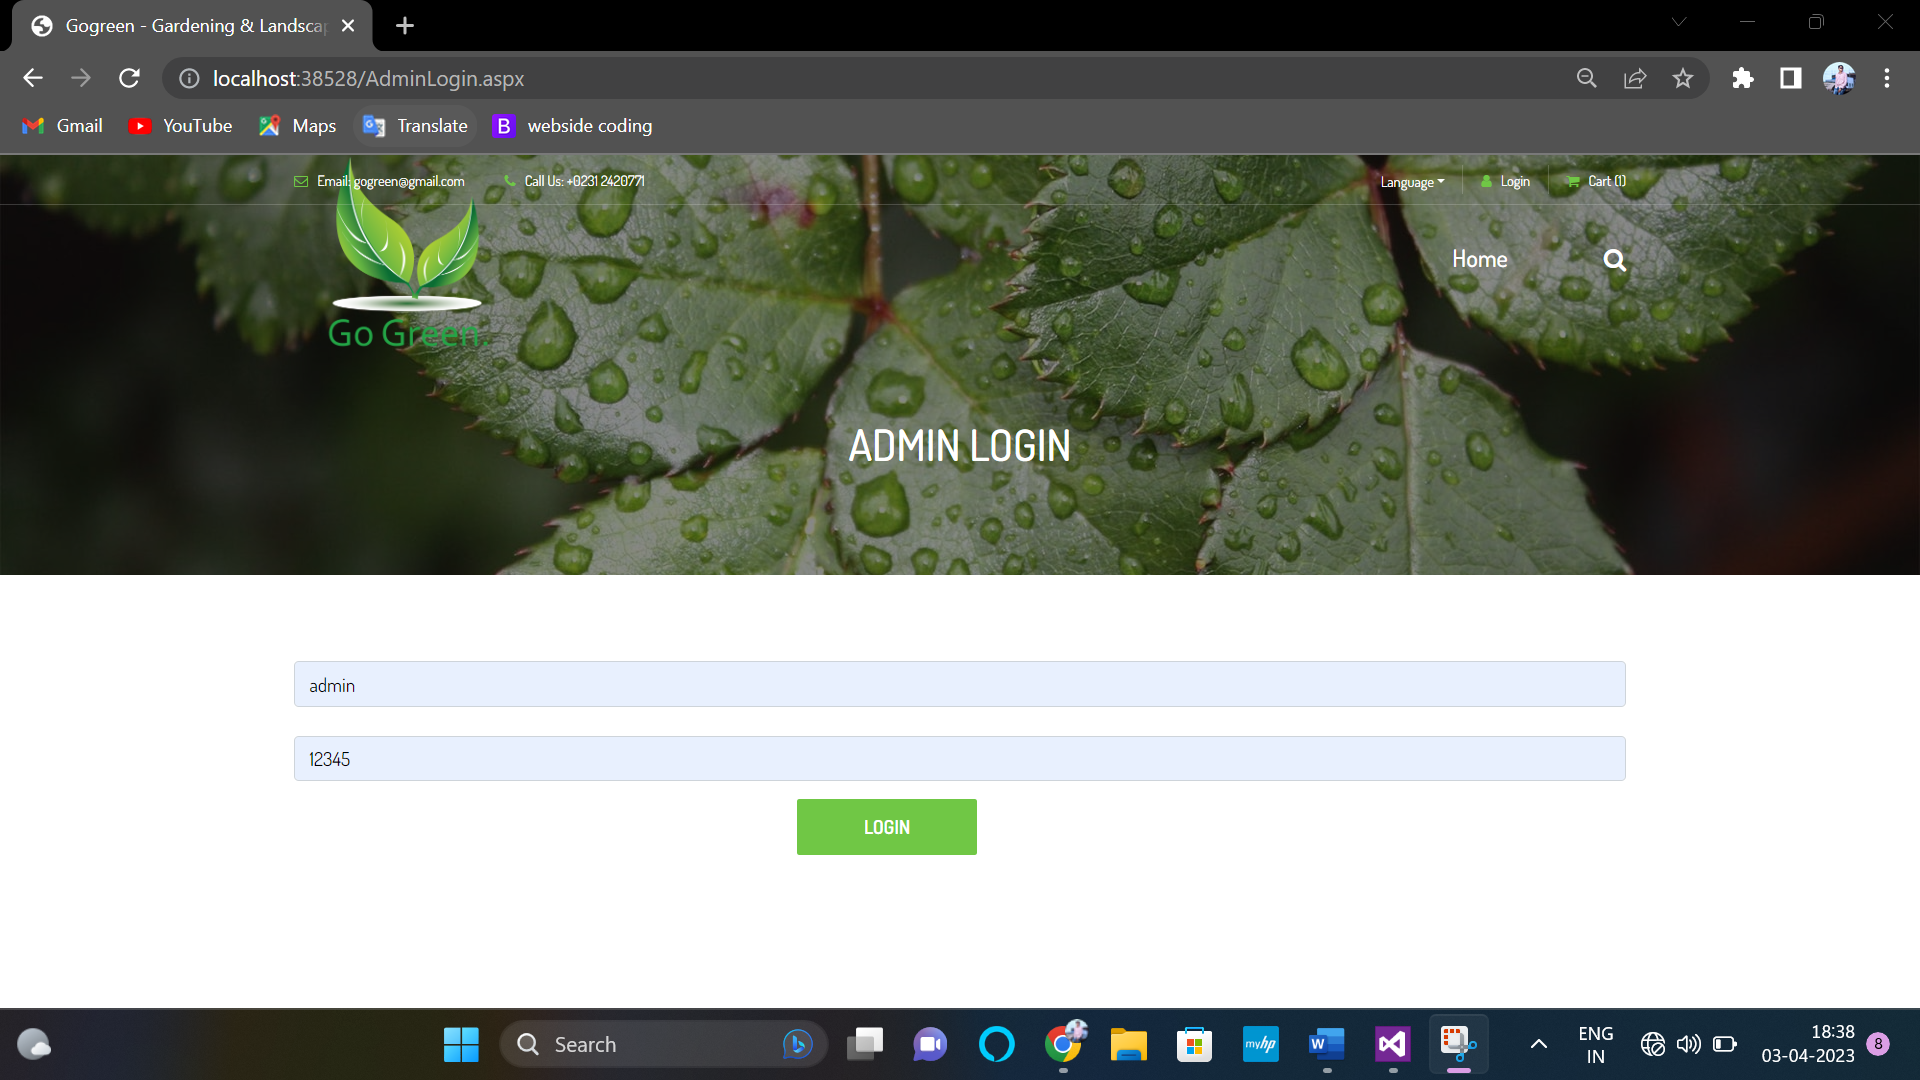 Gogreen - Gardening & Landscap
localhost:38528/AdminLogin.aspx
Gmail YouTube Maps Translate B webside coding
Email: gogreen@gmail.com Call Us: +0231 2420771 Language Login Cart (1)
Home
Go Green.
ADMIN LOGIN
admin
12345
LOGIN
Search
myhp
W
ENG
IN
18:38
03-04-2023
8